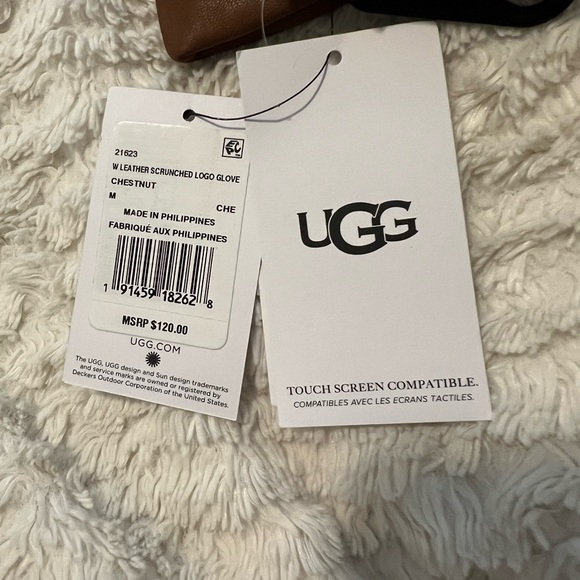 21623
W LEATHER SCRUNCHED LOGO GLOVE
CHESTNUT
M CHE
MADE IN PHILIPPINES
FABRIQUÉ AUX PHILIPPINES
1 91459 18262 8
MSRP $120.00
UGG.COM
The UGG, UGG design and Sun design trademarks
and service marks are owned or registered by
Deckers Outdoor Corporation of the United States.
UGG
TOUCH SCREEN COMPATIBLE.
COMPATIBLES AVEC LES ECRANS TACTILES.